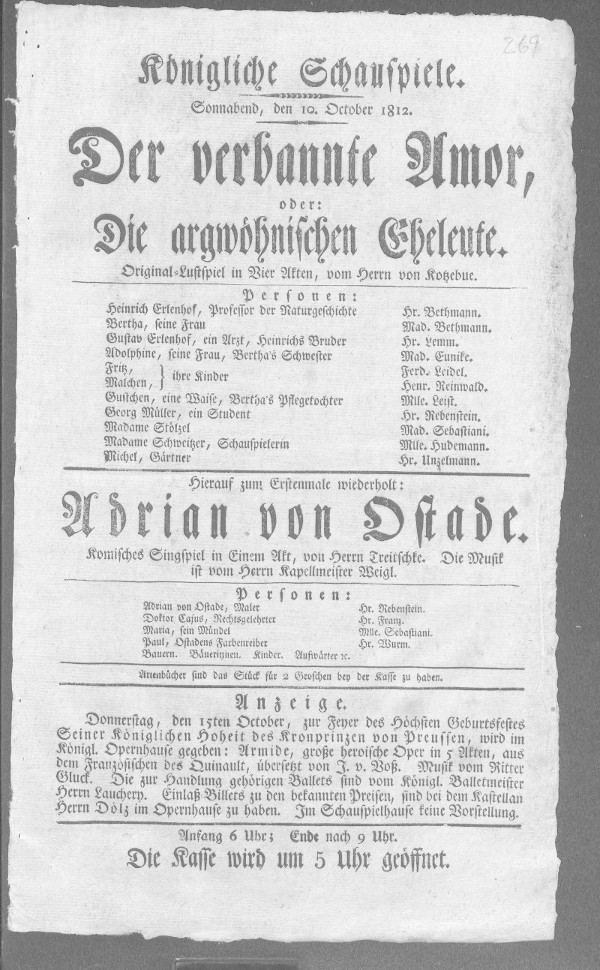 269
Königliche Schauspiele.
Sonnabend, den 10. October 1812.
Der verbannte Amor,
oder:
Die argwöhnischen Eheleute.
Original-Lustspiel in Vier Akten, vom Herrn von Kotzebue.
Personen:
Heinrich Erlenhof, Professor der Naturgeschichte Hr. Bethmann.
Bertha, seine Frau Mad. Bethmann.
Gustav Erlenhof, ein Arzt, Heinrichs Bruder Hr. Lemm.
Adolphine, seine Frau, Bertha's Schwester Mad. Eunike.
Fritz, } ihre Kinder Ferd. Leidel.
Malchen, Henr. Reinwald.
Gustchen, eine Waise, Bertha's Pflegetochter Mlle. Leist.
Georg Müller, ein Student Hr. Rebenstein.
Madame Stölzel Mad. Sebastiani.
Madame Schweitzer, Schauspielerin Mlle. Hudemann.
Michel, Gärtner Hr. Unzelmann.
Hierauf zum Erstenmale wiederholt:
Adrian von Ostade.
Komisches Singspiel in Einem Akt, von Herrn Treitschke. Die Musik
ist vom Herrn Kapellmeister Weigl.
Personen:
Adrian von Ostade, Maler Hr. Rebenstein.
Doktor Cajus, Rechtsgelehrter Hr. Franz.
Maria, sein Mündel Mlle. Sebastiani.
Paul, Ostadens Farbenreiber Hr. Wurm.
Bauern. Bäuerinnen. Kinder. Aufwärter ꝛc.
Arienbücher sind das Stück für 2 Groschen bey der Kasse zu haben.
Anzeige.
Donnerstag, den 15ten October, zur Feyer des Höchsten Geburtsfestes
Seiner Königlichen Hoheit des Kronprinzen von Preussen, wird im
Königl. Opernhause gegeben: Armide, große heroische Oper in 5 Akten, aus
dem Französischen des Quinault, übersetzt von J. v. Voß. Musik vom Ritter
Gluck. Die zur Handlung gehörigen Ballets sind vom Königl. Balletmeister
Herrn Lauchery. Einlaß-Billets zu den bekannten Preisen, sind bei dem Kastellan
Herrn Dölz im Opernhause zu haben. Im Schauspielhause keine Vorstellung.
Anfang 6 Uhr; Ende nach 9 Uhr.
Die Kasse wird um 5 Uhr geöffnet.